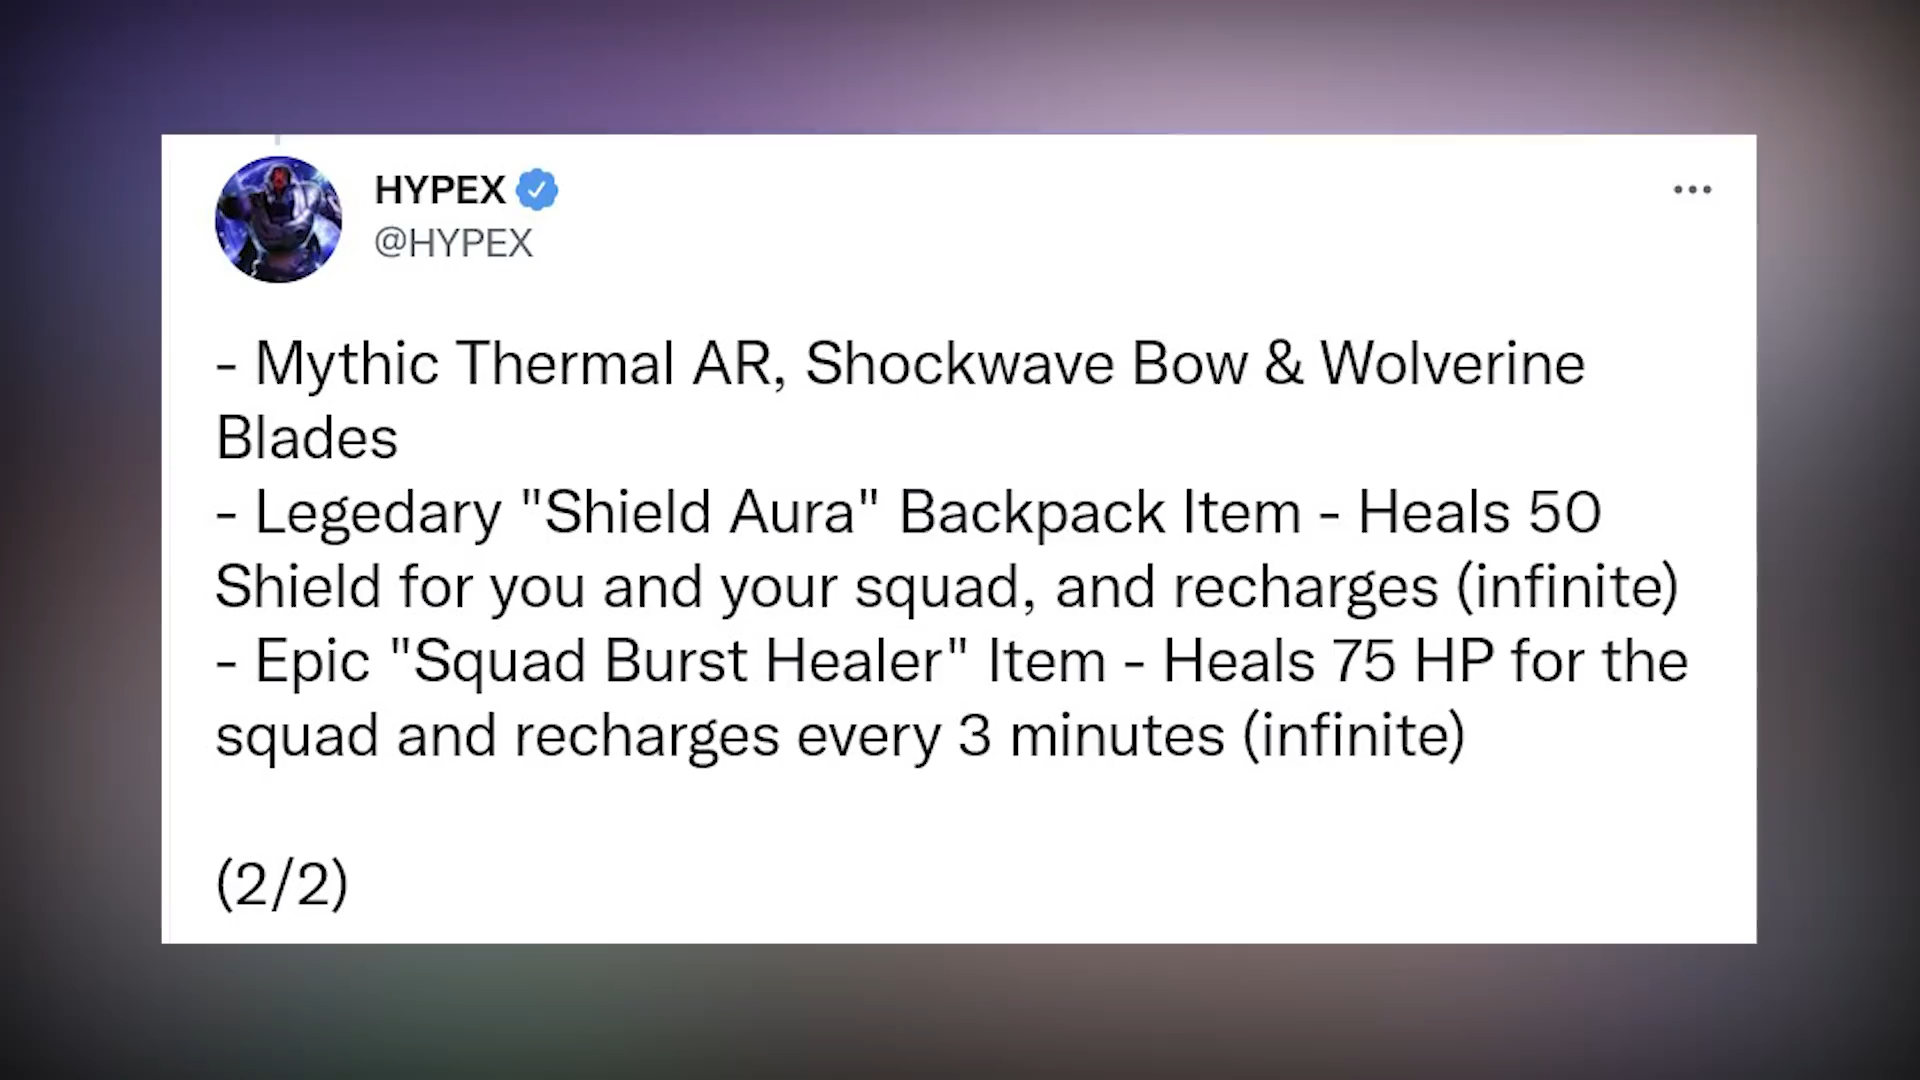 HYPEX
@HYPEX
- Mythic Thermal AR, Shockwave Bow & Wolverine
Blades
- Legedary "Shield Aura" Backpack Item - Heals 50
Shield for you and your squad, and recharges (infinite)
- Epic "Squad Burst Healer" Item - Heals 75 HP for the
squad and recharges every 3 minutes (infinite)
(2/2)